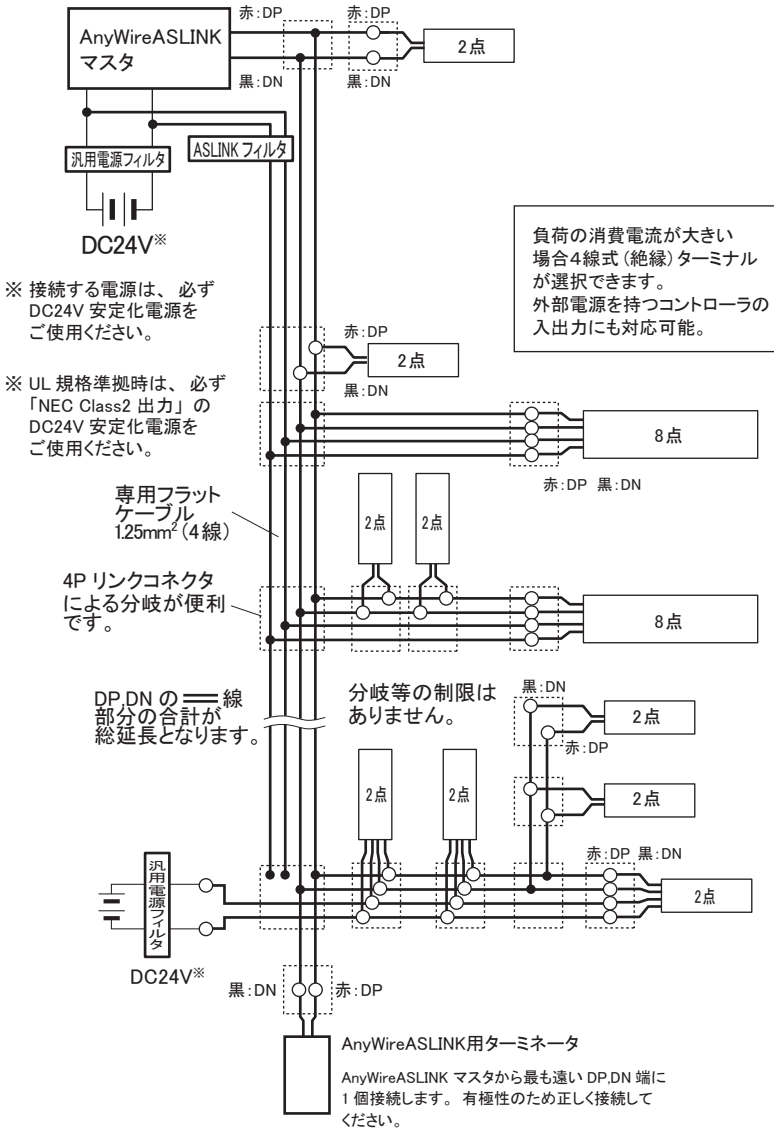 赤:DP
AnyWireASLINK
マスタ
2点
黒:DN
黒:DN
汎用電源フィルタ
ASLINKフィルタ
DC24V※
負荷の消費電流が大きい
場合4線式(絶縁)ターミナル
が選択できます。
外部電源を持つコントローラの
入出力にも対応可能。
※ 接続する電源は、必ず
DC24V 安定化電源を
ご使用ください。
赤:DP
2点
黒:DN
※ UL 規格準拠時は、必ず
「NEC Class2 出力」の
DC24V 安定化電源を
ご使用ください。
8点
赤:DP 黒:DN
専用フラット
ケーブル
1.25mm²(4線)
2点
2点
4P リンクコネクタ
による分岐が便利
です。
8点
DP,DN の 線
部分の合計が
総延長となります。
分岐等の制限は
ありません。
黒:DN
2点
赤:DP
2点
2点
2点
赤:DP 黒:DN
2点
汎用電源フィルタ
DC24V※
黒:DN
赤:DP
AnyWireASLINK用ターミネータ
AnyWireASLINK マスタから最も遠い DP,DN 端に
1 個接続します。有極性のため正しく接続して
ください。
赤:DP